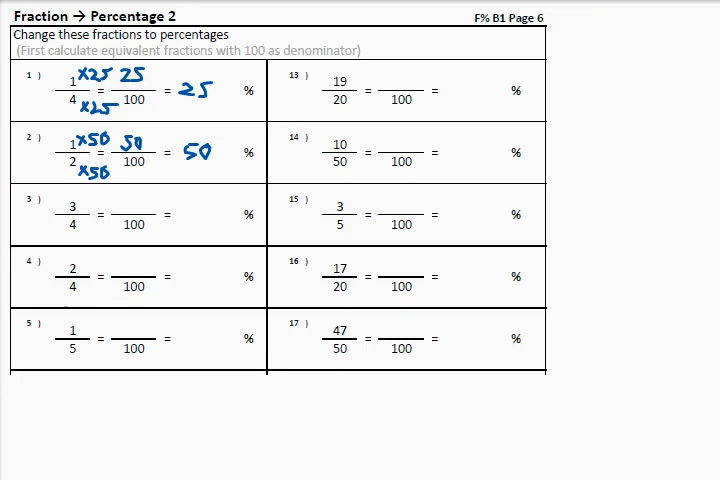 Fraction → Percentage 2 F% B1 Page 6
Change these fractions to percentages
(First calculate equivalent fractions with 100 as denominator)
1 ) 1/4 ×25 ×25 = 25/100 = 25 %
13 ) 19/20 = /100 = %
2 ) 1/2 ×50 ×50 = 50/100 = 50 %
14 ) 10/50 = /100 = %
3 ) 3/4 = /100 = %
15 ) 3/5 = /100 = %
4 ) 2/4 = /100 = %
16 ) 17/20 = /100 = %
5 ) 1/5 = /100 = %
17 ) 47/50 = /100 = %